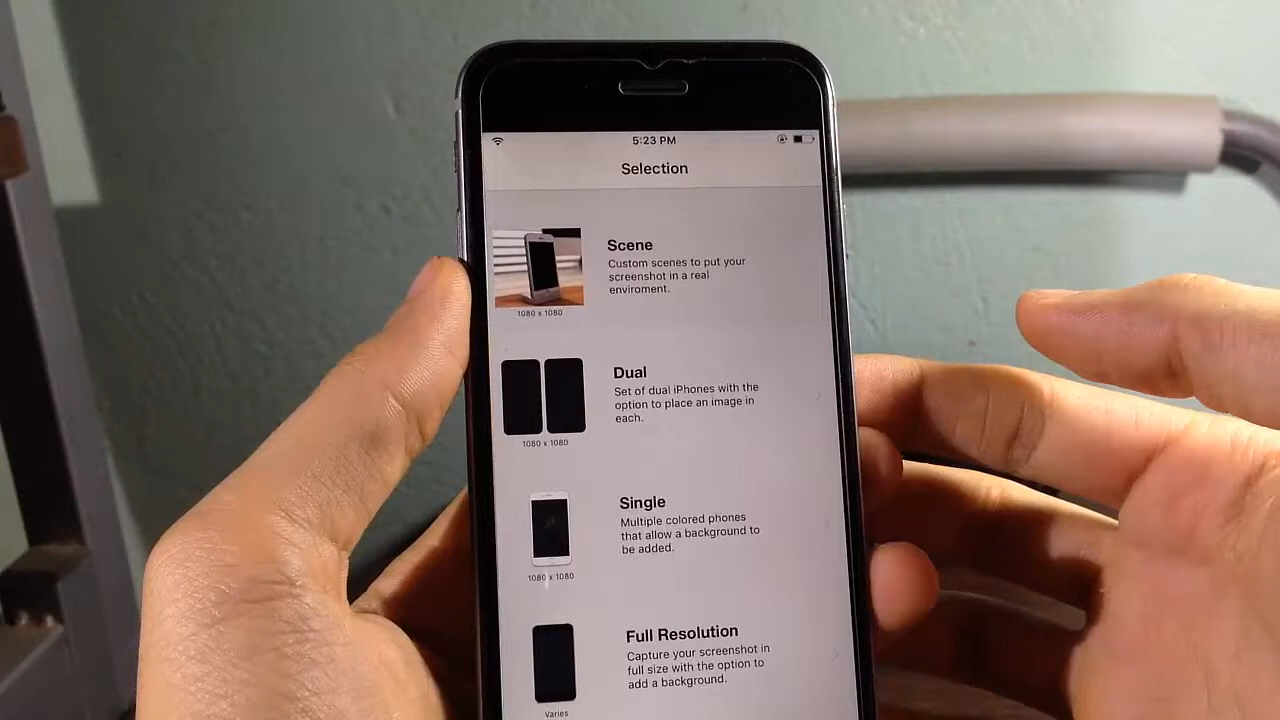 5:23 PM
Selection
Scene
Custom scenes to put your
screenshot in a real
enviroment.
1080 x 1080
Dual
Set of dual iPhones with the
option to place an image in
each.
1080 x 1080
Single
Multiple colored phones
that allow a background to
be added.
1080 x 1080
Full Resolution
Capture your screenshot in
full size with the option to
add a background.
Varies